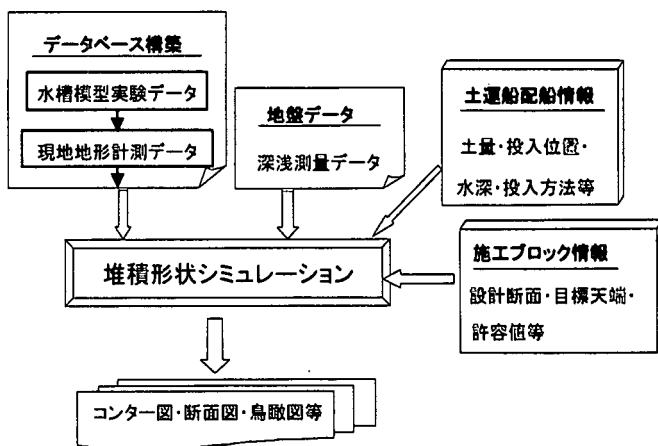 データベース構築
水槽模型実験データ
現地地形計測データ
地盤データ
深浅測量データ
土運船配船情報
土量・投入位置・
水深・投入方法等
施工ブロック情報
設計断面・目標天端・
許容値等
堆積形状シミュレーション
コンター図・断面図・鳥瞰図等